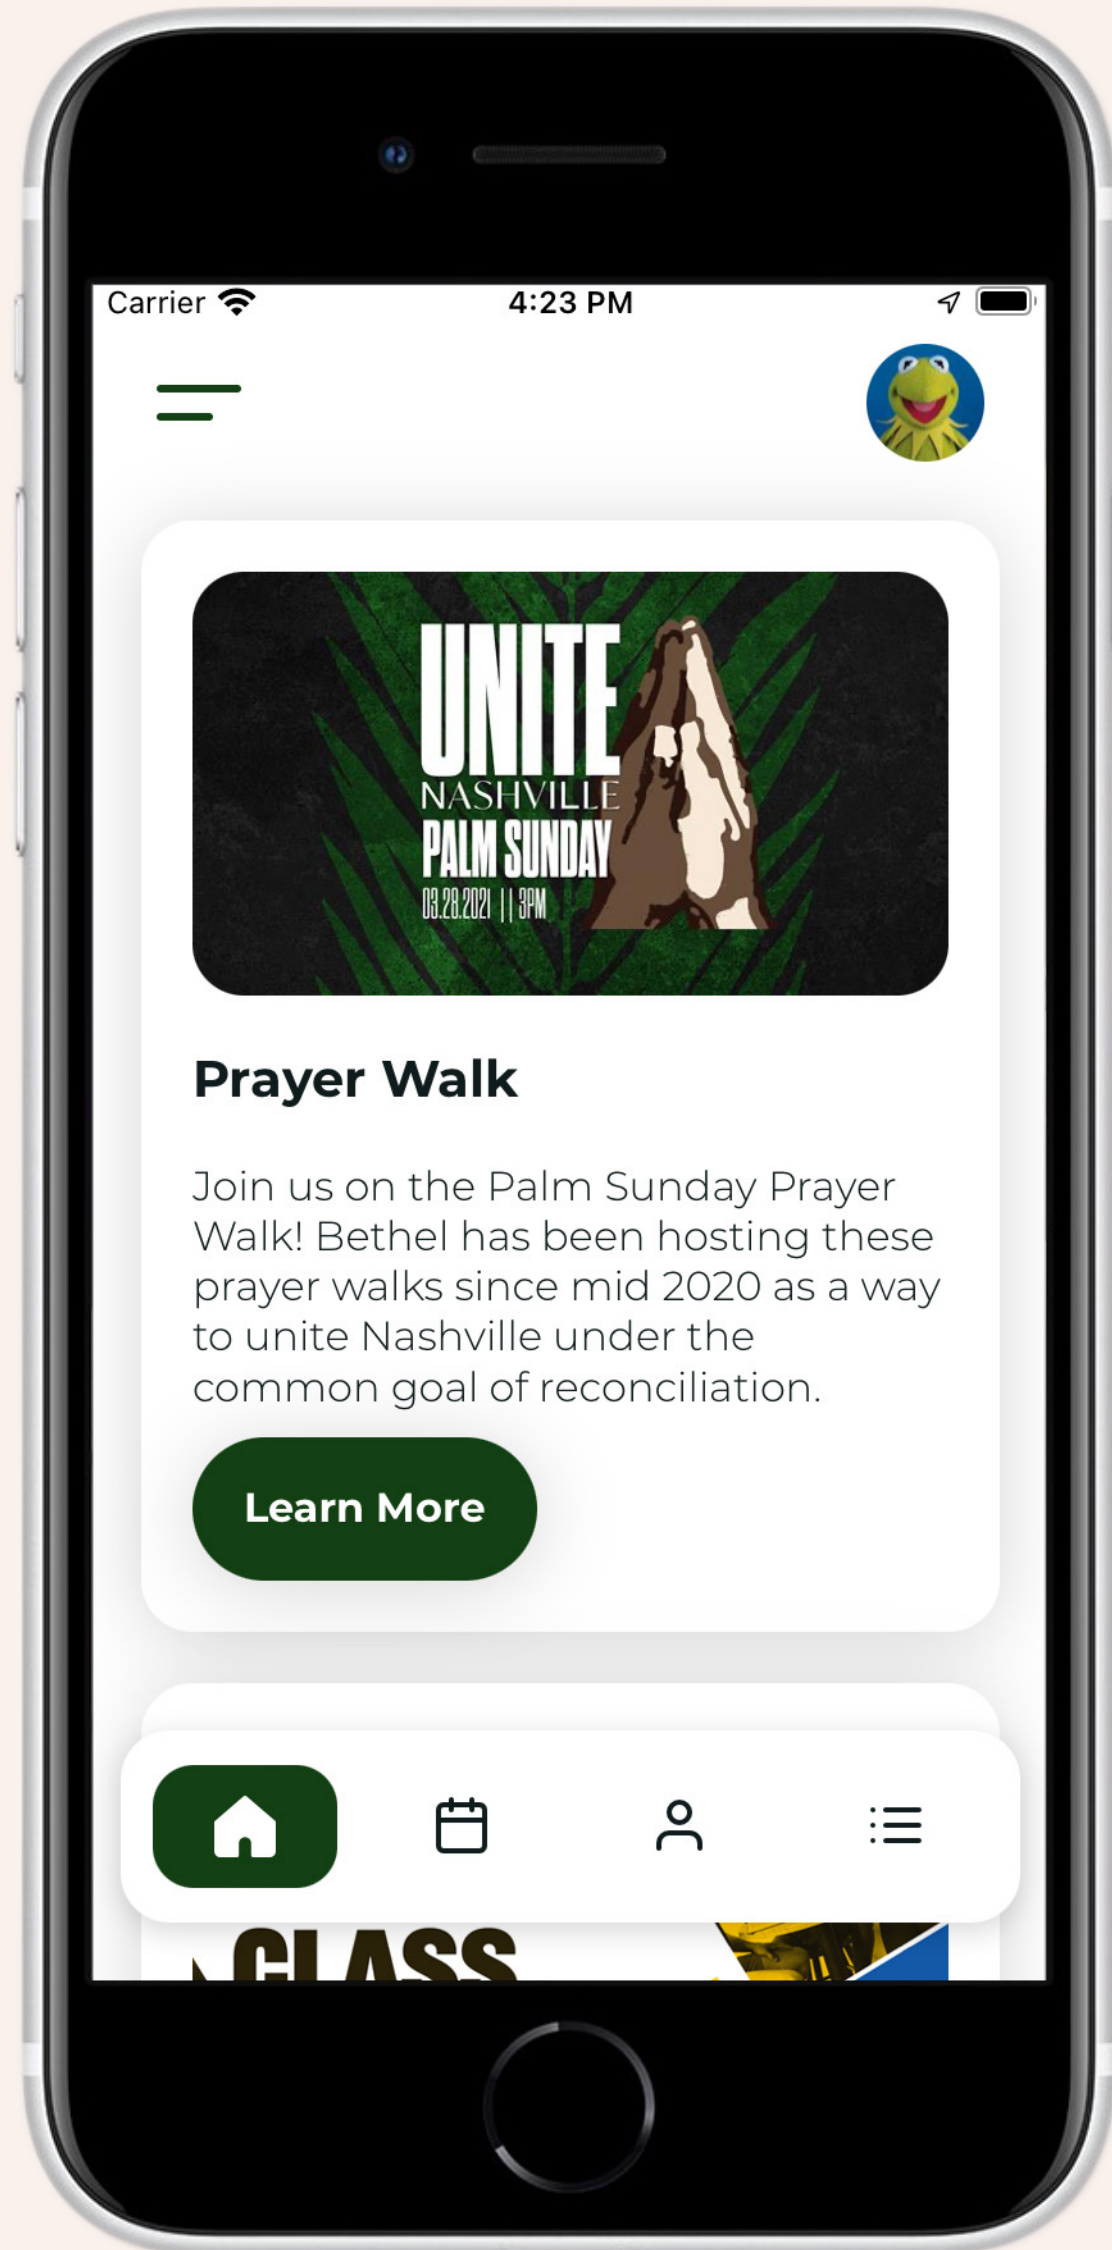 Carrier 4:23 PM
UNITE
NASHVILLE
PALM SUNDAY
03.28.2021 || 3PM
Prayer Walk
Join us on the Palm Sunday Prayer
Walk! Bethel has been hosting these
prayer walks since mid 2020 as a way
to unite Nashville under the
common goal of reconciliation.
Learn More
CLASS